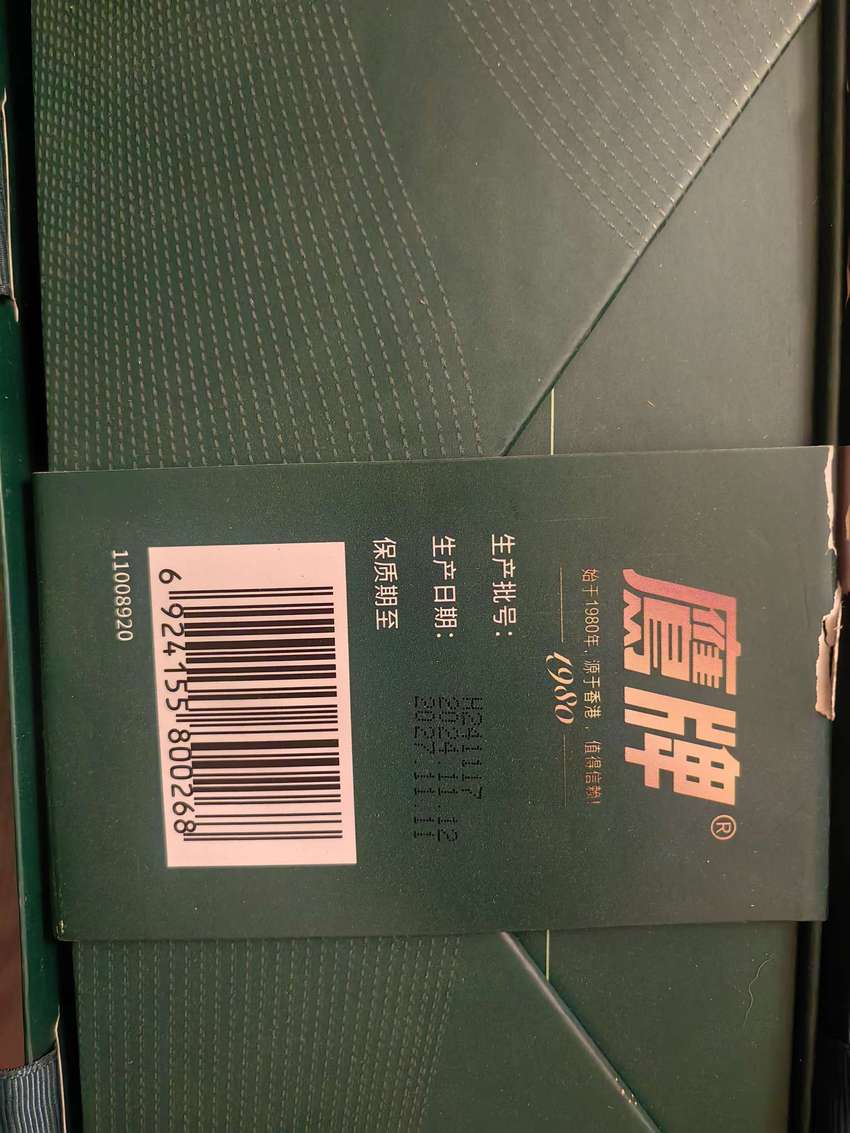 鹰牌®
始于1980年，源于香港，值得信赖！
1980
生产批号：H2411117
生产日期：2024.11.12
保质期至 2027.11.11
6 924155 800268
11008920